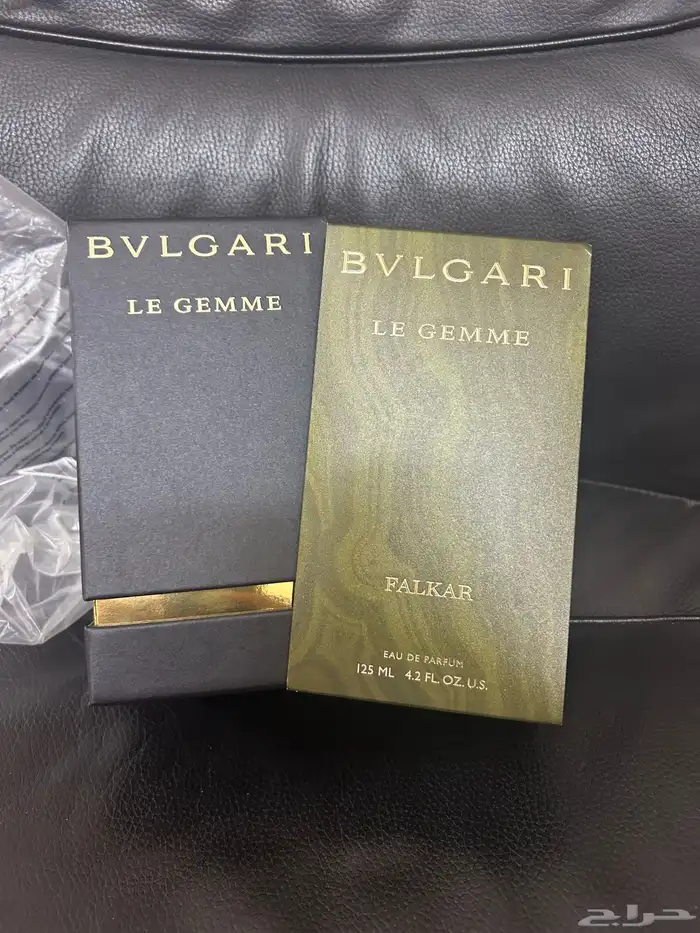 BVLGARI
LE GEMME
BVLGARI
LE GEMME
FALKAR
EAU DE PARFUM
125 ML 4.2 FL. OZ. U.S.
حراج